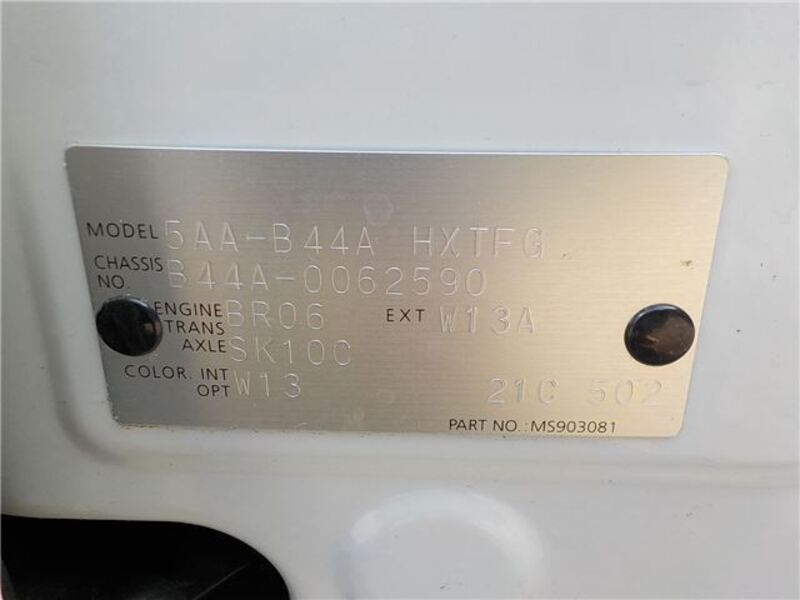 MODEL 5AA-B44A HXTFG
CHASSIS NO. B44A-0062590
ENGINE BR06 EXT W13A
TRANS AXLE SK10C
COLOR. INT OPT W13 21C 502
PART NO.: MS903081